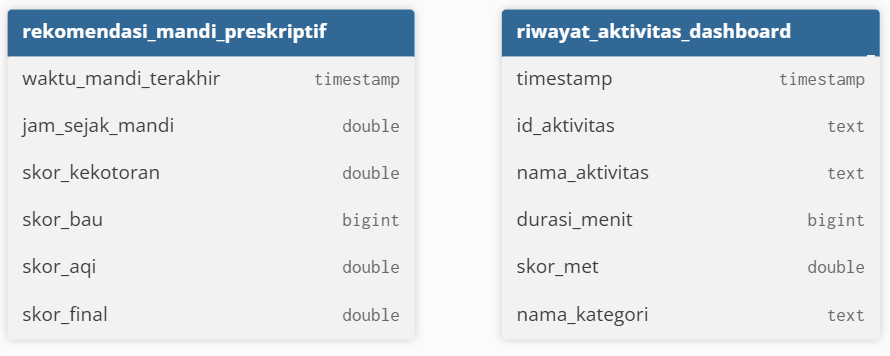 rekomendasi_mandi_preskriptif
waktu_mandi_terakhir timestamp
jam_sejak_mandi double
skor_kekotoran double
skor_bau bigint
skor_aqi double
skor_final double
riwayat_aktivitas_dashboard
timestamp timestamp
id_aktivitas text
nama_aktivitas text
durasi_menit bigint
skor_met double
nama_kategori text